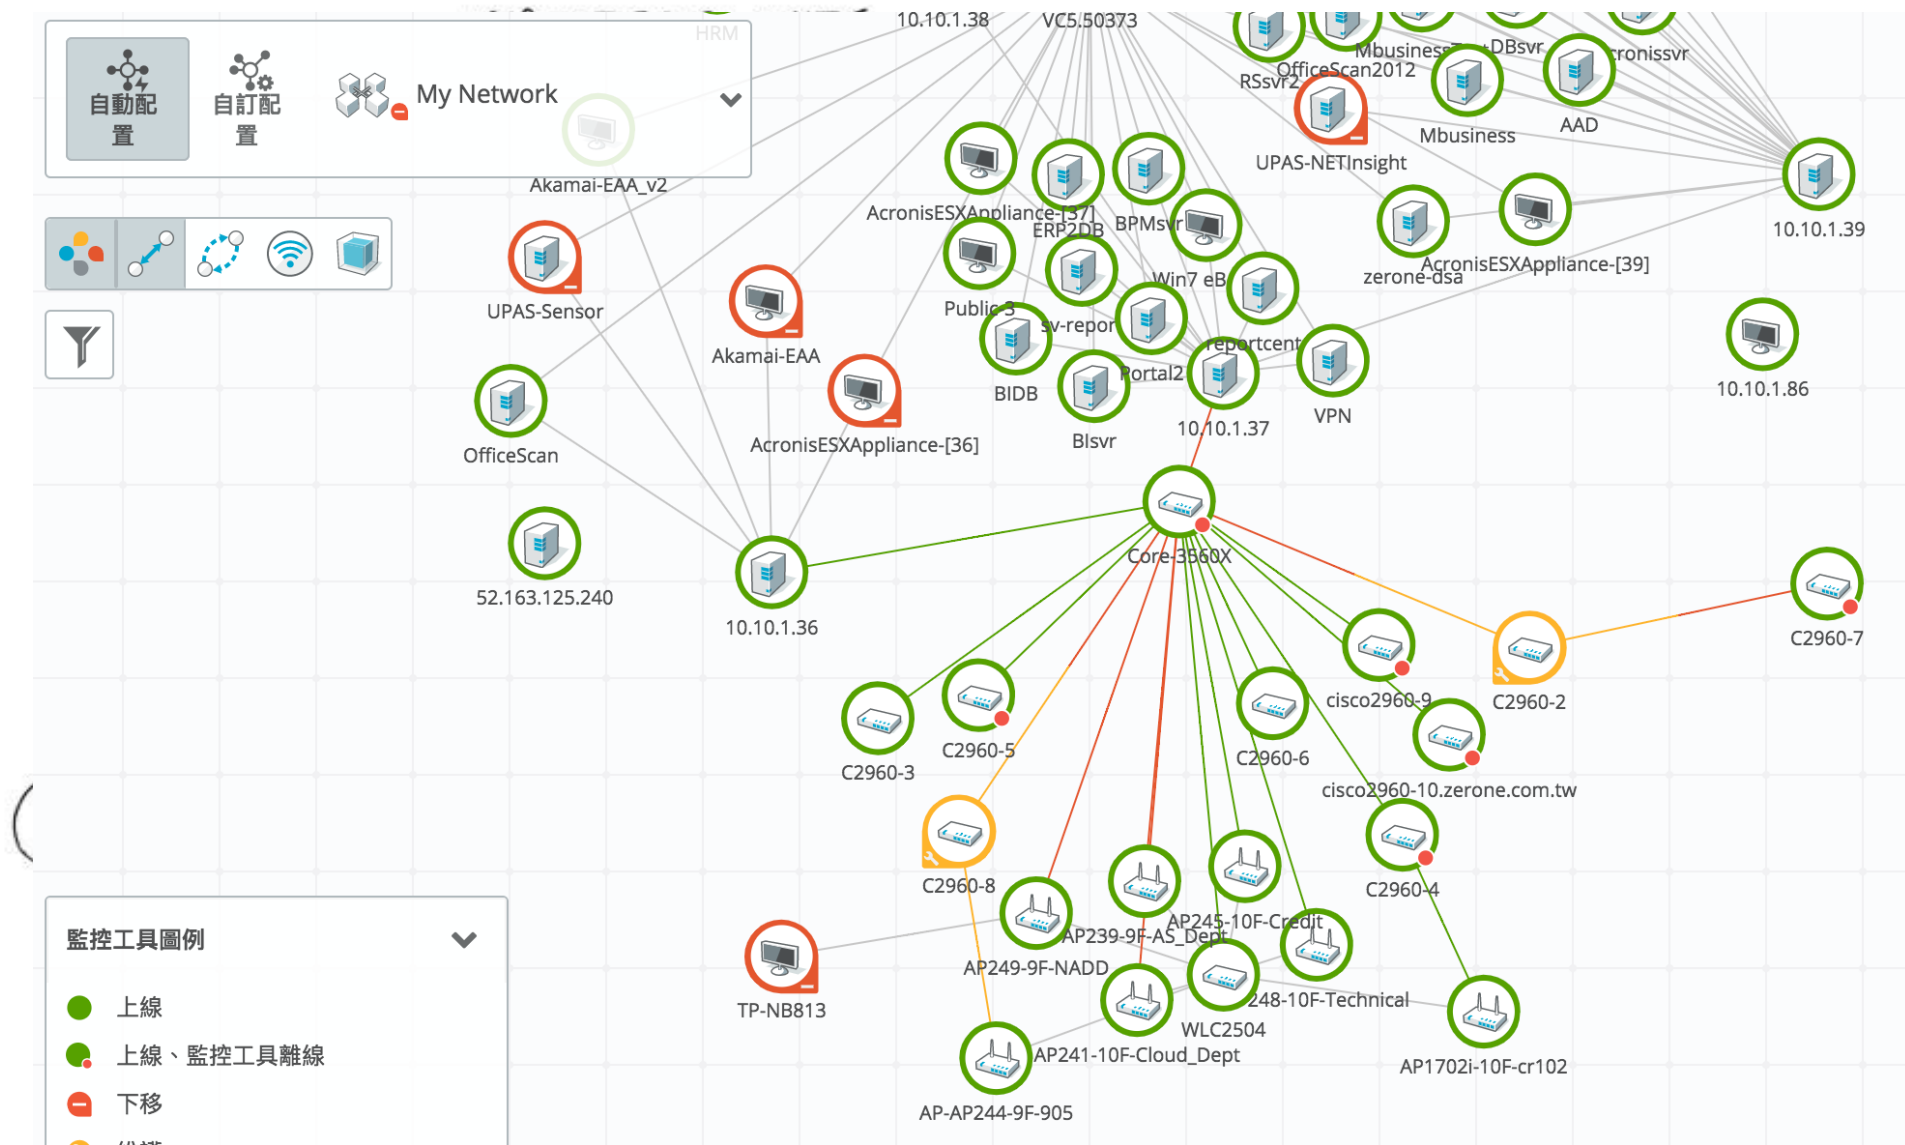 10.10.1.38
VC5.50373
HRM
自動配
置
自訂配
置
My Network
Akamai-EAA_v2
RSsvr2
OfficeScan2012
DBsvr
Mbusiness
AAD
UPAS-NETInsight
10.10.1.39
AcronisESXAppliance-[37]
ERP2DB
BPMsvr
Win7 eB
AcronisESXAppliance-[39]
zerone-dsa
UPAS-Sensor
Public-3
sv-repor
reportcent
Akamai-EAA
BIDB
Portal2
10.10.1.86
VPN
10.10.1.37
BIsvr
AcronisESXAppliance-[36]
OfficeScan
Core-3560X
52.163.125.240
10.10.1.36
C2960-7
cisco2960-9
C2960-2
C2960-5
C2960-6
C2960-3
cisco2960-10.zerone.com.tw
C2960-8
C2960-4
AP245-10F-Credit
AP239-9F-AS_Dept
AP249-9F-NADD
248-10F-Technical
TP-NB813
WLC2504
AP241-10F-Cloud_Dept
AP1702i-10F-cr102
AP-AP244-9F-905
監控工具圖例
上線
上線、監控工具離線
下移